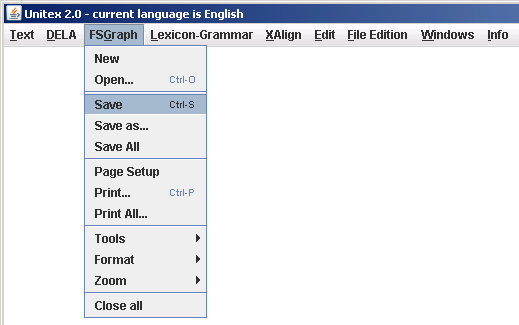 Unitex 2.0 - current language is English
Text DELA FSGraph Lexicon-Grammar XAlign Edit File Edition Windows Info
New
Open... Ctrl-O
Save Ctrl-S
Save as...
Save All
Page Setup
Print... Ctrl-P
Print All...
Tools
Format
Zoom
Close all